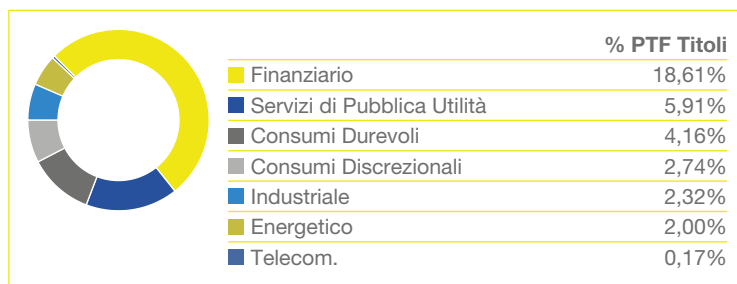 % PTF Titoli
Finanziario 18,61%
Servizi di Pubblica Utilità 5,91%
Consumi Durevoli 4,16%
Consumi Discrezionali 2,74%
Industriale 2,32%
Energetico 2,00%
Telecom. 0,17%